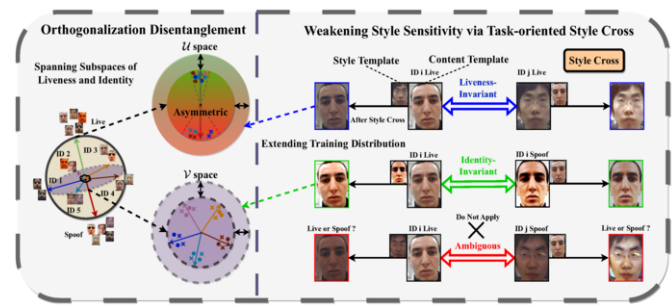 Orthogonalization Disentanglement
Spanning Subspaces of
Liveness and Identity
Live
ID 2
ID 3
ID 1
ID 4
ID 5
Spoof
U space
Asymmetric
V space
Weakening Style Sensitivity via Task-oriented Style Cross
Style Template
Content Template
Style Cross
ID i Live
Liveness-
Invariant
ID j Live
After Style Cross
Extending Training Distribution
ID i Live
Identity-
Invariant
ID i Spoof
Do Not Apply
Live or Spoof ?
ID i Live
Ambiguous
ID j Spoof
Live or Spoof ?